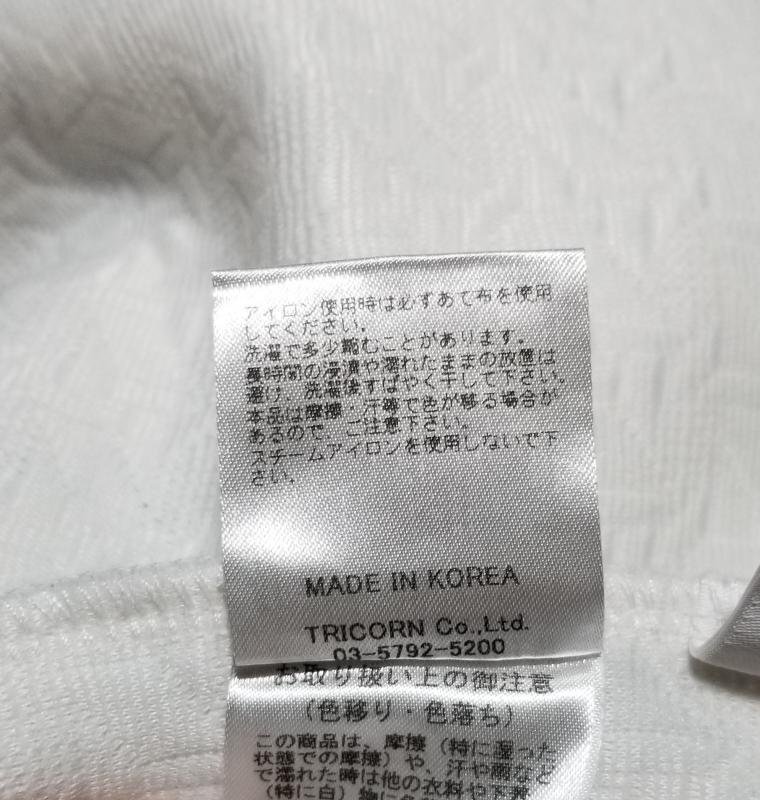 アイロン使用時は必ずあて布を使用
してください。
洗濯で多少縮むことがあります。
長時間の浸漬や濡れたままの放置は
避け、洗濯後すばやく干して下さい。
本品は摩擦・汗等で色が移る場合が
あるので、ご注意下さい。
スチームアイロンを使用しないで下
さい。
MADE IN KOREA
TRICORN Co.,Ltd.
03-5792-5200
お取り扱い上の御注意
(色移り・色落ち)
この商品は、摩擦(特に湿った
状態での摩擦)や、汗や雨など
で濡れた時は他の衣料や下着
(特に白)物に